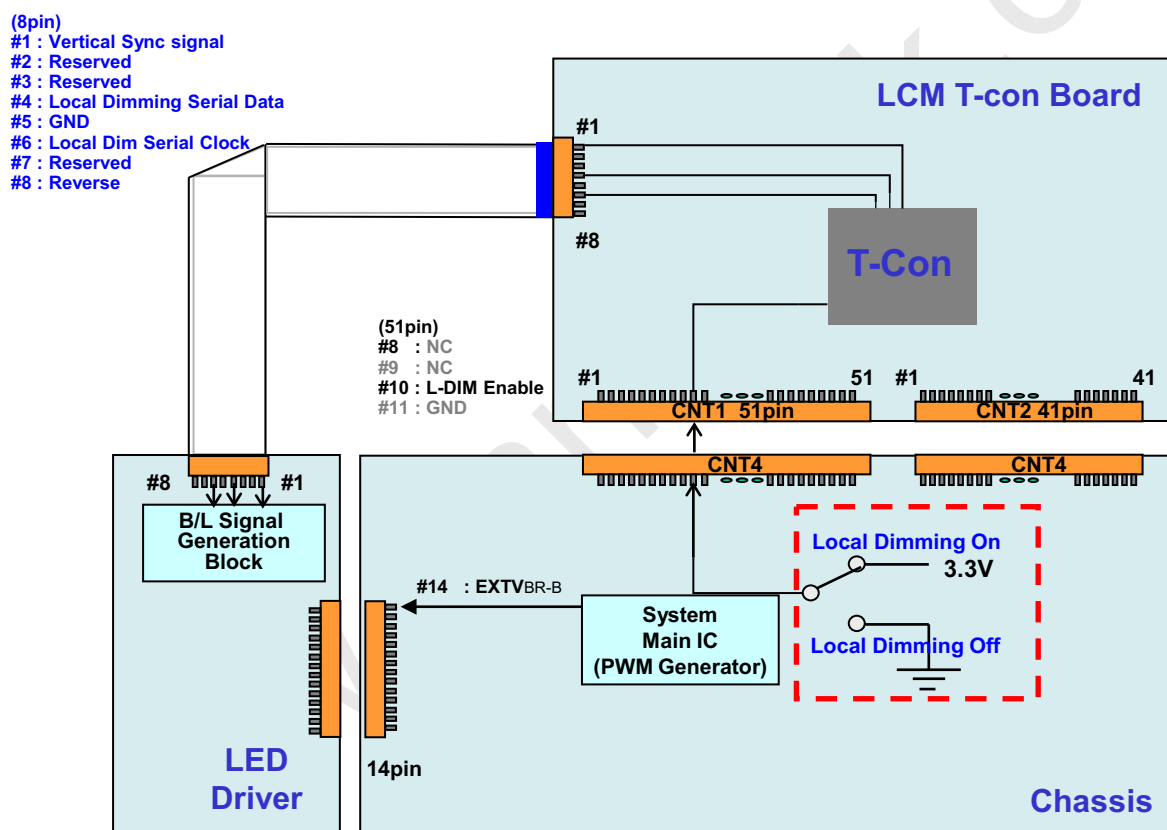 (8pin)
#1 : Vertical Sync signal
#2 : Reserved
#3 : Reserved
#4 : Local Dimming Serial Data
#5 : GND
#6 : Local Dim Serial Clock
#7 : Reserved
#8 : Reverse
LCM T-con Board
#1
#8
T-Con
(51pin)
#8 : NC
#9 : NC
#10 : L-DIM Enable
#11 : GND
#1
51
#1
41
CNT1 51pin
CNT2 41pin
CNT4
CNT4
#8
#1
B/L Signal
Generation
Block
Local Dimming On
3.3V
#14 : EXTVBR-B
System
Main IC
(PWM Generator)
Local Dimming Off
LED
Driver
14pin
Chassis